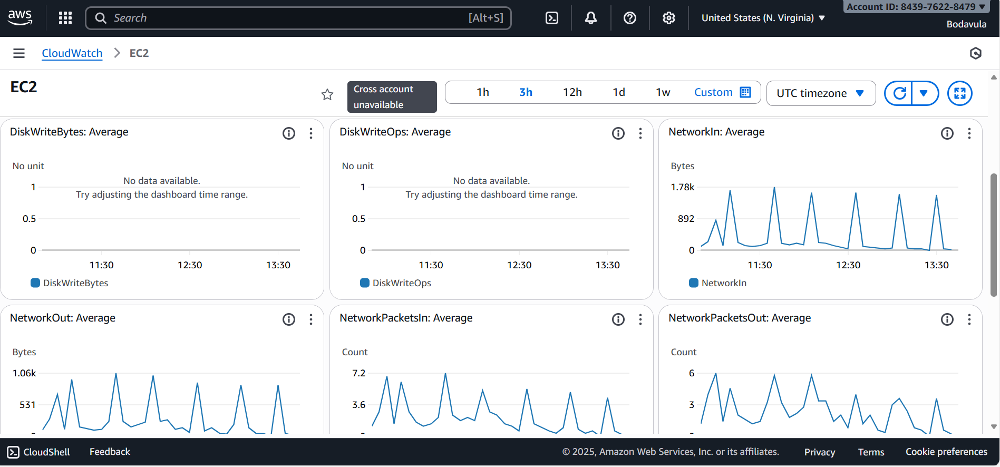 aws
Search
[Alt+S]
United States (N. Virginia)
Account ID: 8439-7622-8479
Bodavula
CloudWatch
EC2
EC2
Cross account
unavailable
1h 3h 12h 1d 1w Custom
UTC timezone
DiskWriteBytes: Average
No unit
No data available.
Try adjusting the dashboard time range.
1
0.5
0
11:30 12:30 13:30
DiskWriteBytes
DiskWriteOps: Average
No unit
No data available.
Try adjusting the dashboard time range.
1
0.5
0
11:30 12:30 13:30
DiskWriteOps
NetworkIn: Average
Bytes
1.78k
892
0
11:30 12:30 13:30
NetworkIn
NetworkOut: Average
Bytes
1.06k
531
NetworkPacketsIn: Average
Count
7.2
3.6
NetworkPacketsOut: Average
Count
6
3
CloudShell
Feedback
© 2025, Amazon Web Services, Inc. or its affiliates.
Privacy
Terms
Cookie preferences